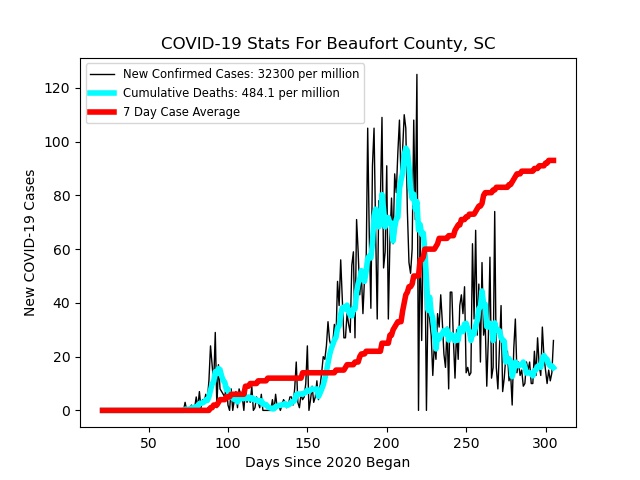 COVID-19 Stats For Beaufort County, SC
New Confirmed Cases: 32300 per million
Cumulative Deaths: 484.1 per million
7 Day Case Average
New COVID-19 Cases
120
100
80
60
40
20
0
50 100 150 200 250 300
Days Since 2020 Began